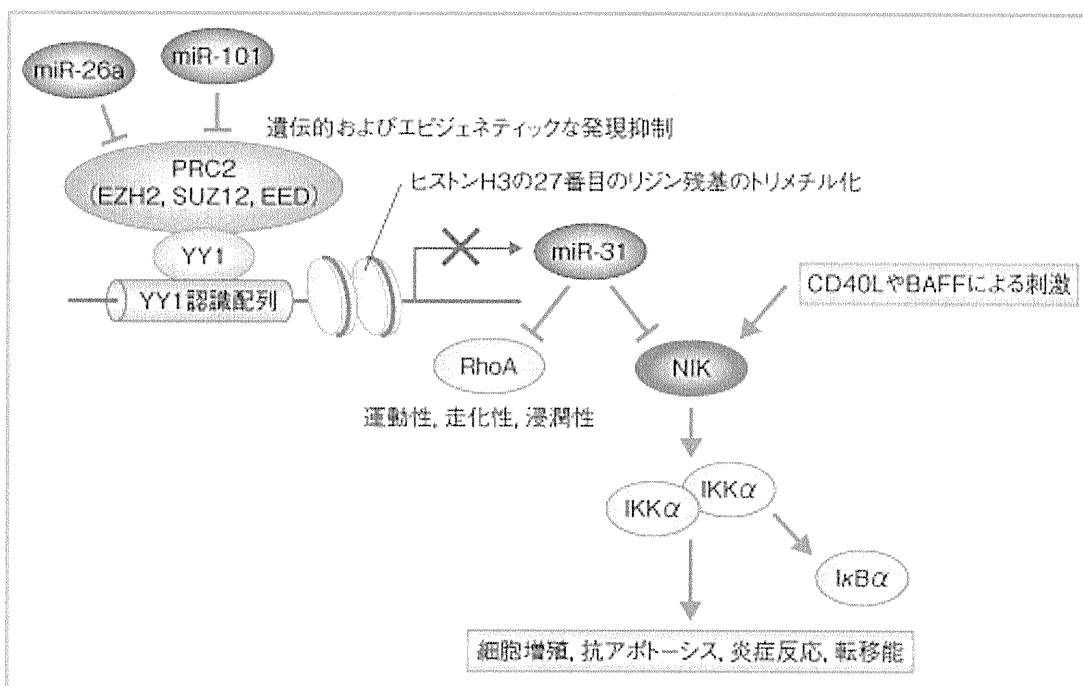 miR-26a
miR-101
遺伝的およびエピジェネティックな発現抑制
PRC2
(EZH2, SUZ12, EED)
ヒストンH3の27番目のリジン残基のトリメチル化
YY1
miR-31
YY1認識配列
CD40LやBAFFによる刺激
RhoA
NIK
運動性, 走化性, 浸潤性
IKKα
IKKα
IκBα
細胞増殖, 抗アポトーシス, 炎症反応, 転移能